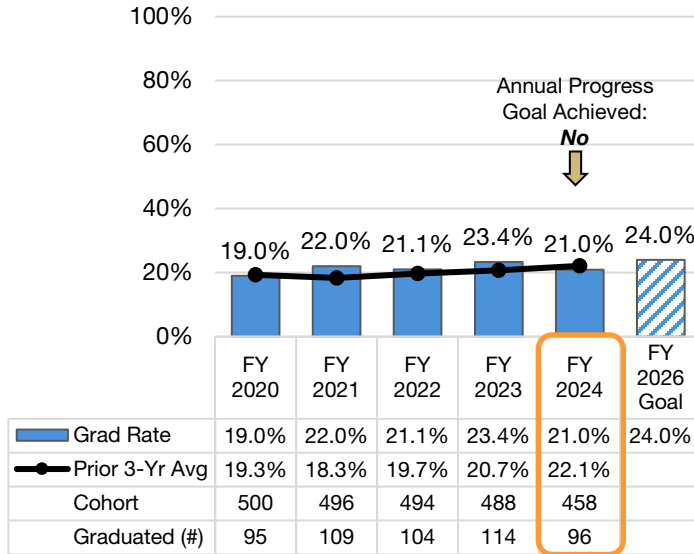 100%
80%
60%
40%
20%
0%
Annual Progress
Goal Achieved:
No
19.0%
22.0%
21.1%
23.4%
21.0%
24.0%
FY
2020
FY
2021
FY
2022
FY
2023
FY
2024
FY
2026
Goal
Grad Rate 19.0% 22.0% 21.1% 23.4% 21.0% 24.0%
Prior 3-Yr Avg 19.3% 18.3% 19.7% 20.7% 22.1%
Cohort 500 496 494 488 458
Graduated (#) 95 109 104 114 96